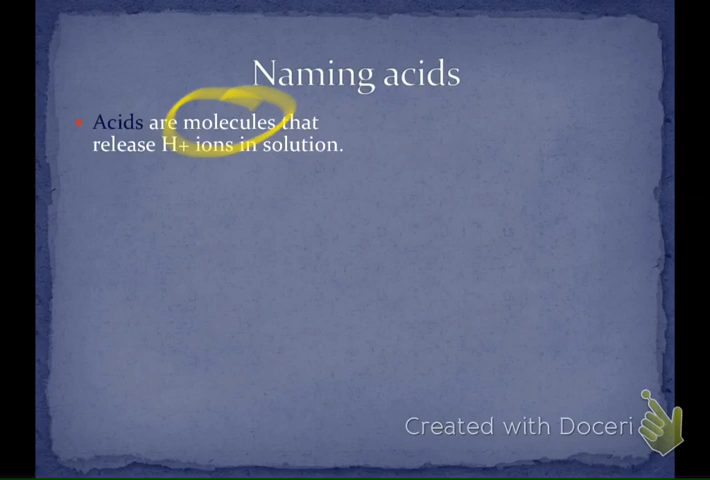 Naming acids
Acids are molecules that
release H+ ions in solution.
Created with Doceri